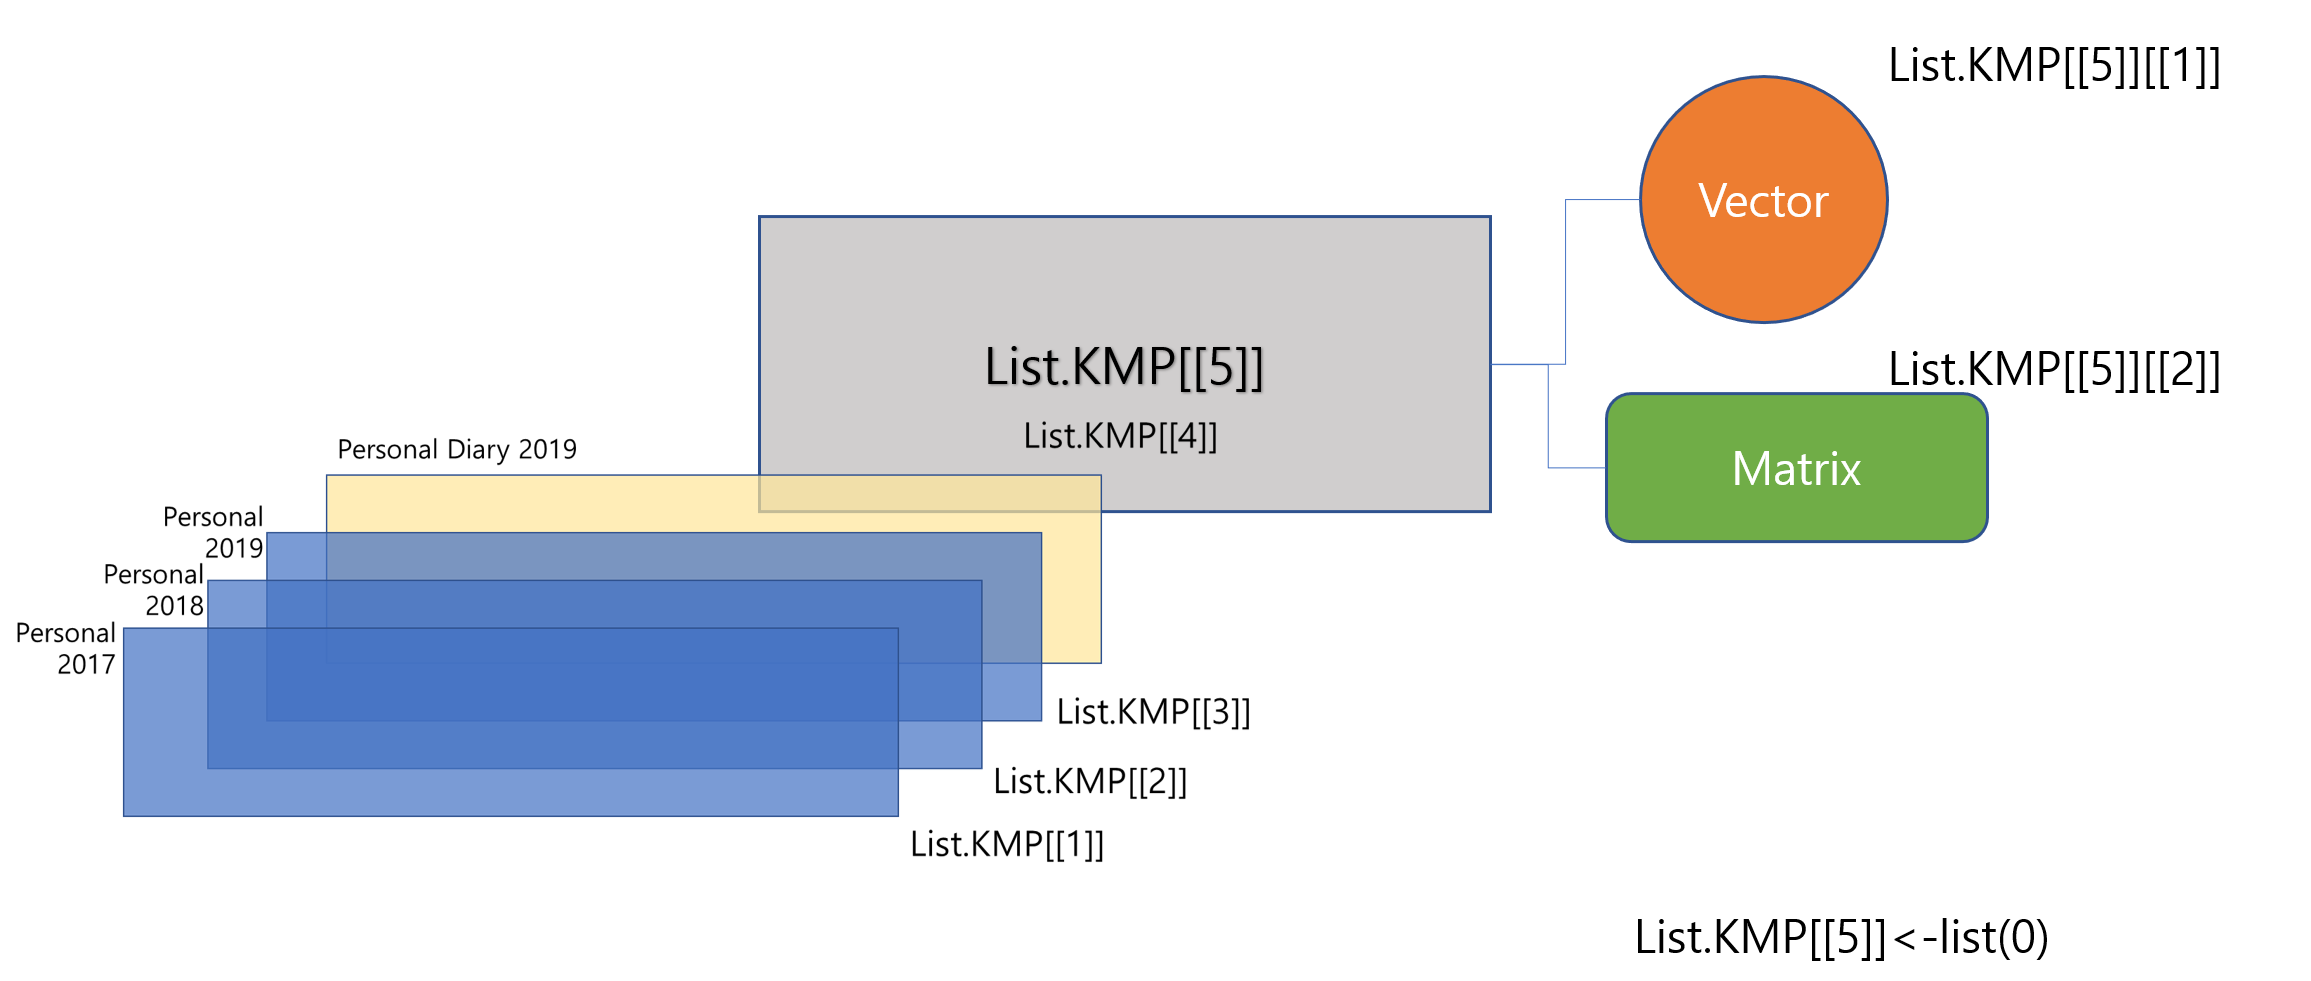 List.KMP[[5]][[1]]
Vector
List.KMP[[5]]
List.KMP[[5]][[2]]
List.KMP[[4]]
Matrix
Personal Diary 2019
Personal
2019
Personal
2018
Personal
2017
List.KMP[[3]]
List.KMP[[2]]
List.KMP[[1]]
List.KMP[[5]]<-list(0)